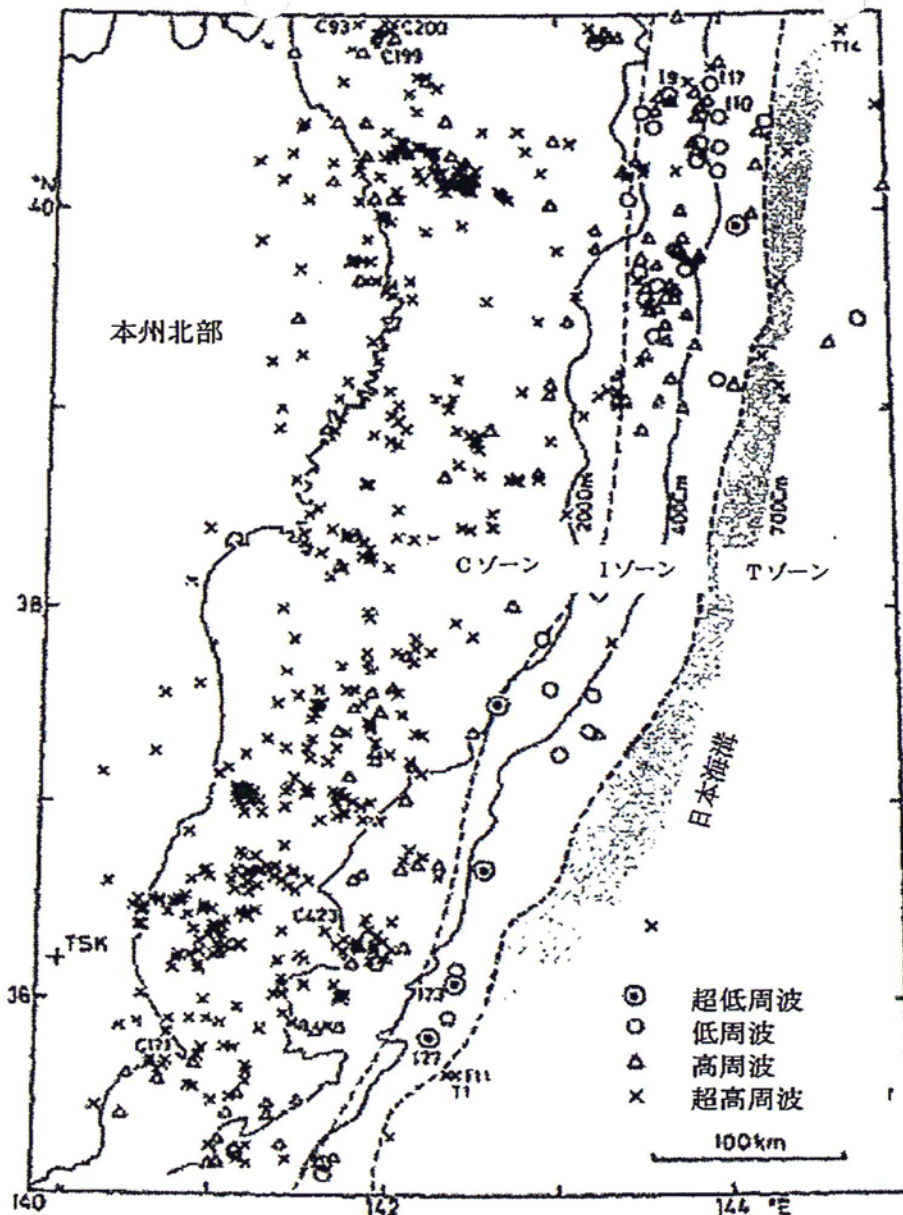 C93
C200
C199
T14
I9
I17
I10
°N
40
本州北部
2000m
4000m
7000m
Cゾーン
Iゾーン
Tゾーン
38
日本海溝
C423
TSK
36
I73
C173
I27
T11
T1
超低周波
低周波
高周波
超高周波
100km
140
142
144
°E